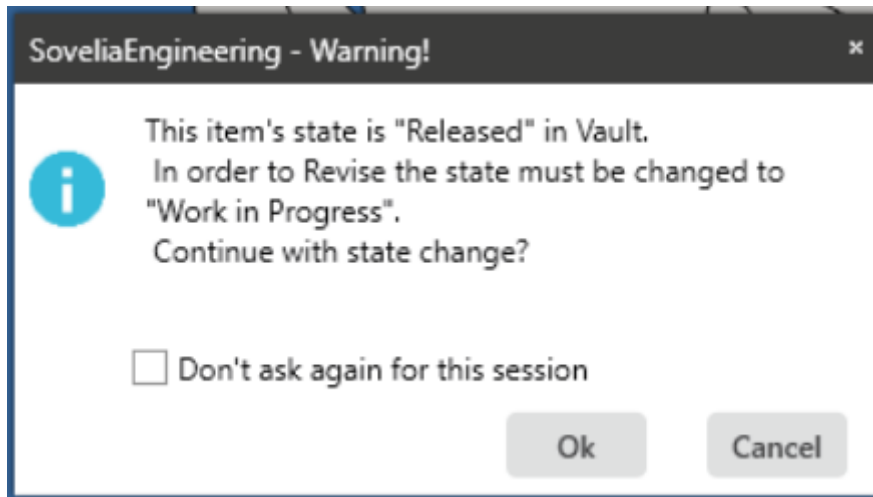 SoveliaEngineering - Warning!
This item's state is "Released" in Vault.
In order to Revise the state must be changed to
"Work in Progress".
Continue with state change?
Don't ask again for this session
Ok
Cancel